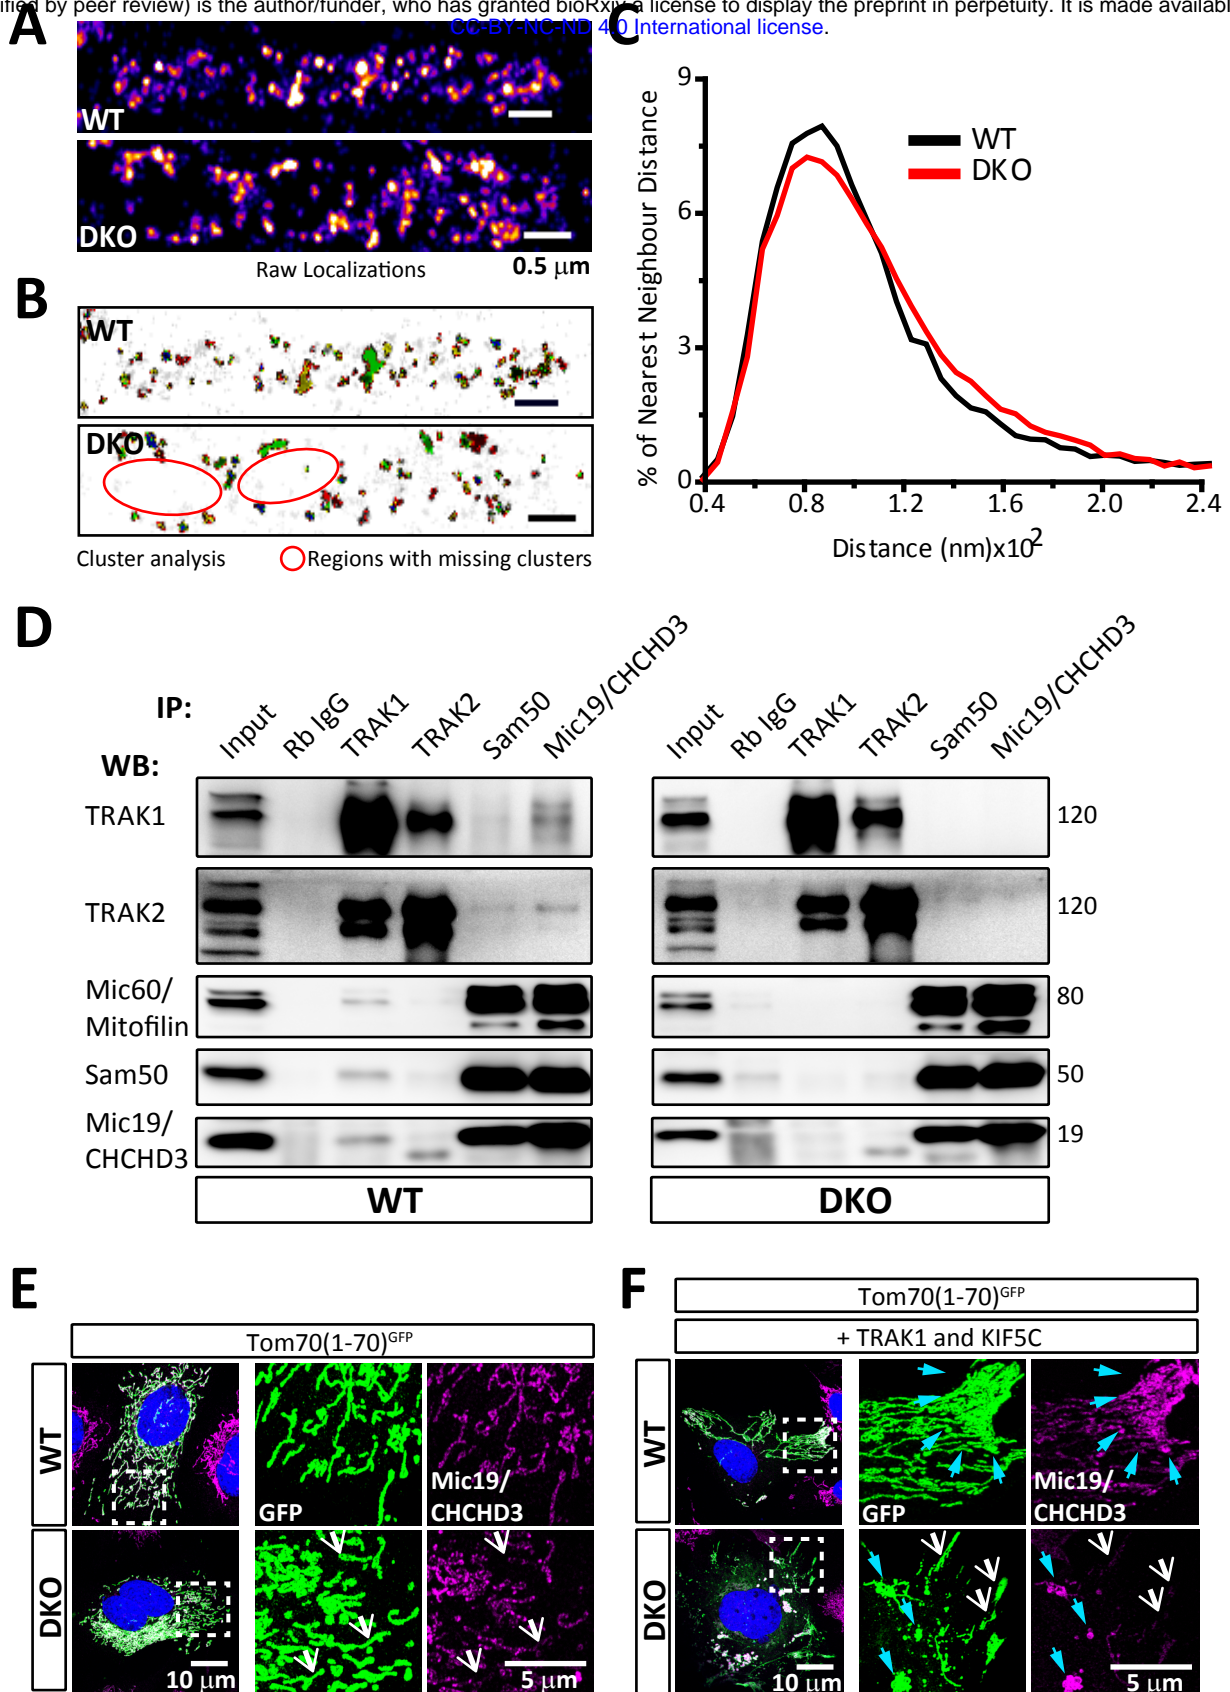 ified by peer review) is the author/funder, who has granted bioRxiv a license to display the preprint in perpetuity. It is made availabl
CC-BY-NC-ND 4.0 International license.
A
WT
DKO
Raw Localizations
0.5 μm
B
WT
DKO
Cluster analysis
Regions with missing clusters
C
% of Nearest Neighbour Distance
9
6
3
0
WT
DKO
0.4 0.8 1.2 1.6 2.0 2.4
Distance (nm)x10²
D
IP:
Input Rb IgG TRAK1 TRAK2 Sam50 Mic19/CHCHD3
Input Rb IgG TRAK1 TRAK2 Sam50 Mic19/CHCHD3
WB:
TRAK1
120
TRAK2
120
Mic60/
Mitofilin
80
Sam50
50
Mic19/
CHCHD3
19
WT
DKO
E
Tom70(1-70)GFP
WT
GFP
Mic19/
CHCHD3
DKO
10 μm
5 μm
F
Tom70(1-70)GFP
+ TRAK1 and KIF5C
WT
GFP
Mic19/
CHCHD3
DKO
10 μm
5 μm